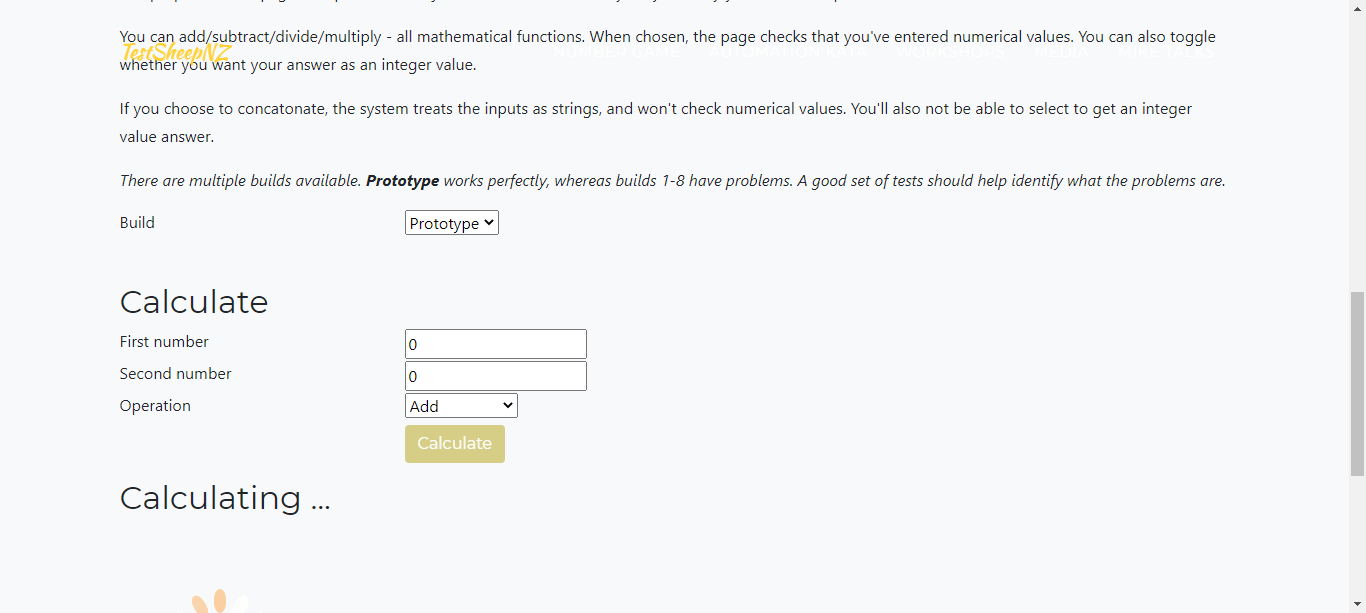 You can add/subtract/divide/multiply - all mathematical functions. When chosen, the page checks that you've entered numerical values. You can also toggle
TestSheepNZ
whether you want your answer as an integer value.
If you choose to concatonate, the system treats the inputs as strings, and won't check numerical values. You'll also not be able to select to get an integer
value answer.
There are multiple builds available. Prototype works perfectly, whereas builds 1-8 have problems. A good set of tests should help identify what the problems are.
Build Prototype
Calculate
First number 0
Second number 0
Operation Add
Calculate
Calculating ...